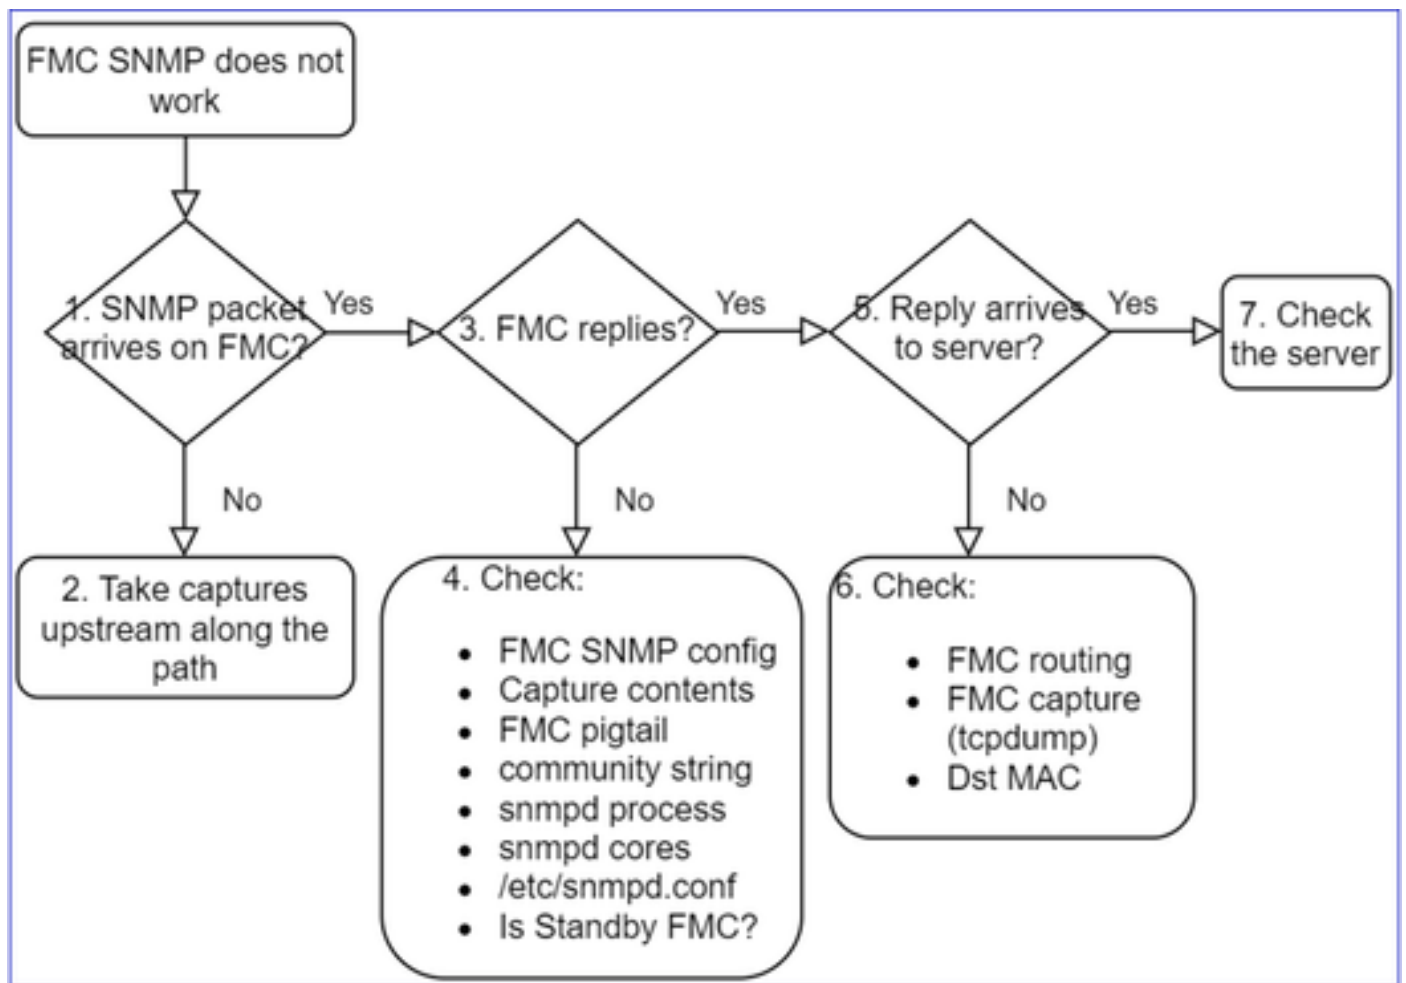 FMC SNMP does not
work
1. SNMP packet
arrives on FMC?
Yes
No
2. Take captures
upstream along the
path
3. FMC replies?
Yes
No
4. Check:
• FMC SNMP config
• Capture contents
• FMC pigtail
• community string
• snmpd process
• snmpd cores
• /etc/snmpd.conf
• Is Standby FMC?
5. Reply arrives
to server?
Yes
No
6. Check:
• FMC routing
• FMC capture
(tcpdump)
• Dst MAC
7. Check
the server